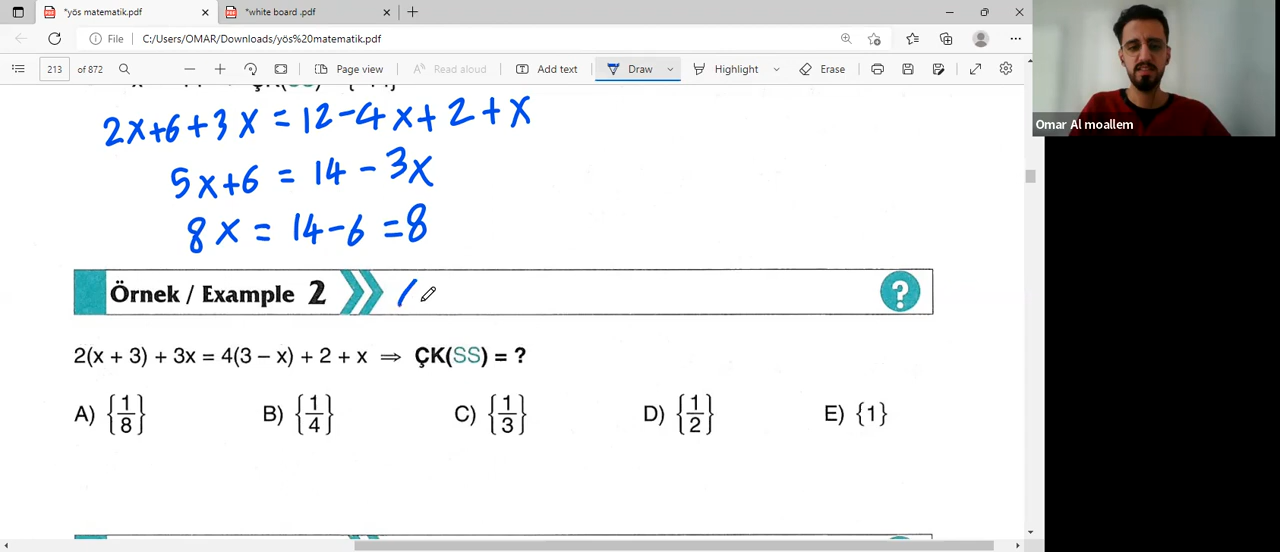 *yös matematik.pdf
*white board .pdf
File C:/Users/OMAR/Downloads/yös%20matematik.pdf
213 of 872 Page view Read aloud Add text Draw Highlight Erase
2x+6+3x = 12-4x+2+x
5x+6 = 14-3x
8x = 14-6 = 8
Örnek / Example 2
?
2(x + 3) + 3x = 4(3 – x) + 2 + x ⇒ ÇK(SS) = ?
A) {1/8} B) {1/4} C) {1/3} D) {1/2} E) {1}
Omar Al moallem